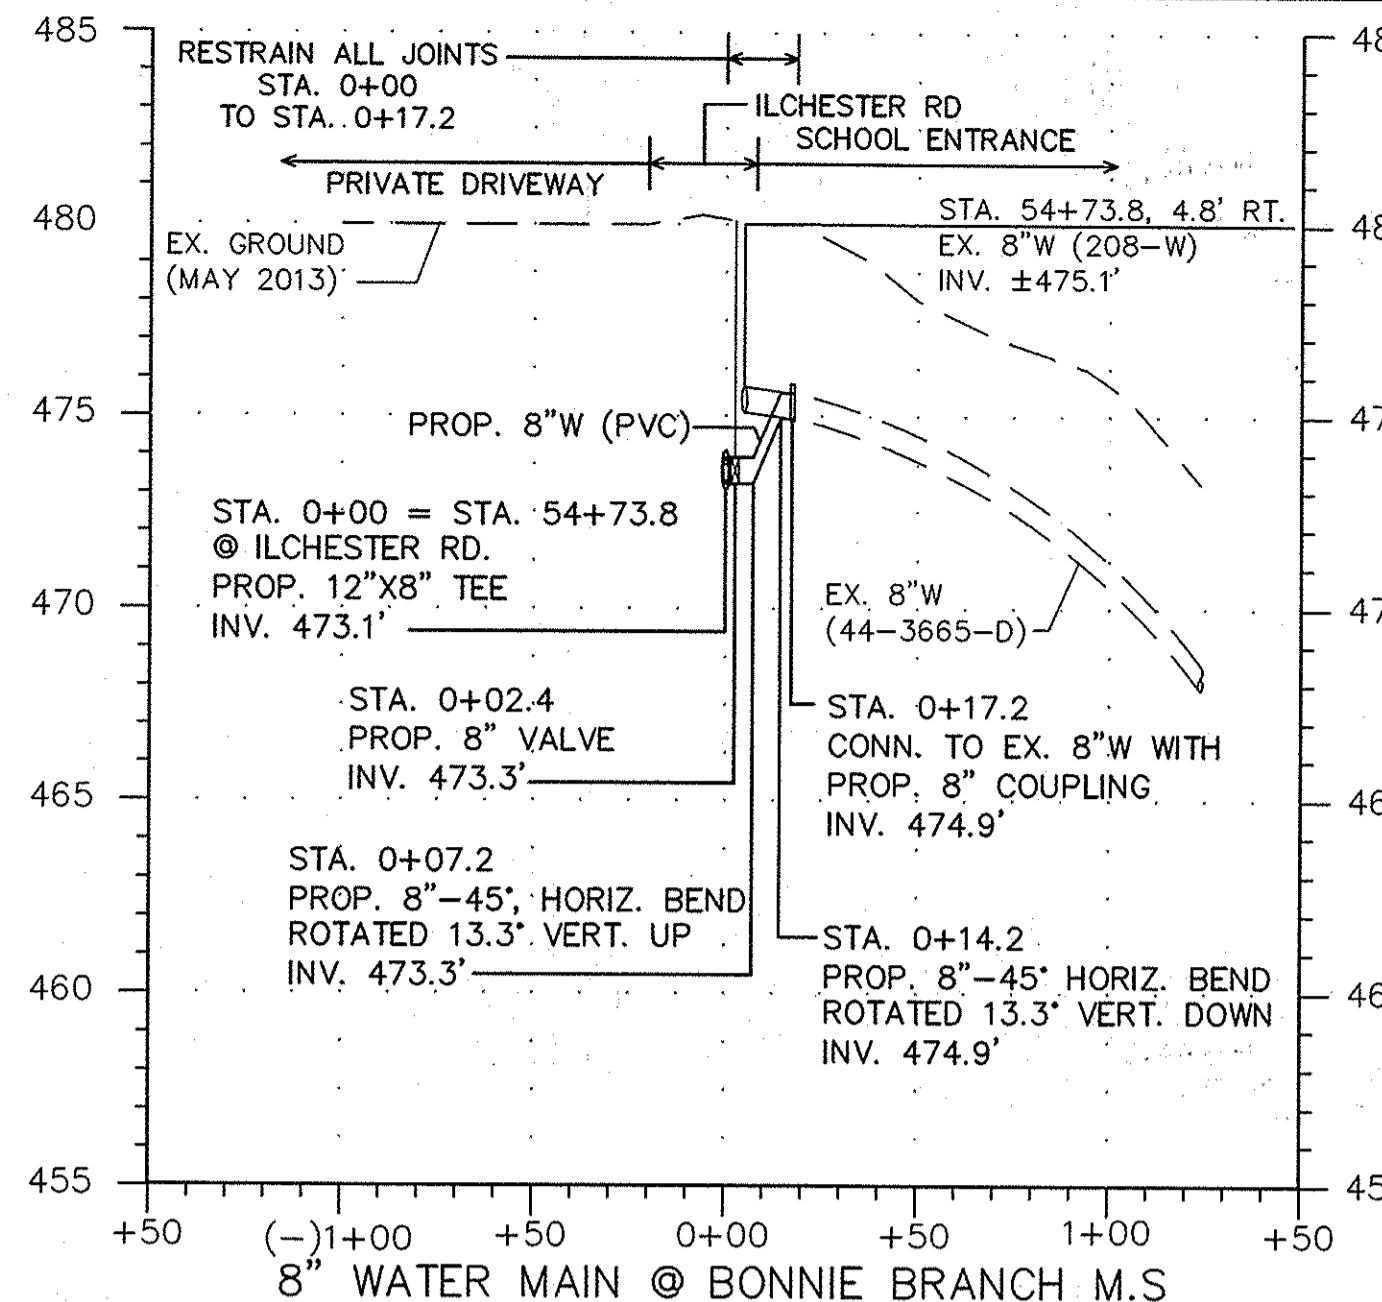 485
RESTRAIN ALL JOINTS
STA. 0+00
TO STA. 0+17.2
ILCHESTER RD
SCHOOL ENTRANCE
PRIVATE DRIVEWAY
480
EX. GROUND
(MAY 2013)
STA. 54+73.8, 4.8' RT.
EX. 8"W (208-W)
INV. ±475.1'
475
PROP. 8"W (PVC)
STA. 0+00 = STA. 54+73.8
@ ILCHESTER RD.
PROP. 12"X8" TEE
INV. 473.1'
470
EX. 8"W
(44-3665-D)
STA. 0+02.4
PROP. 8" VALVE
INV. 473.3'
STA. 0+17.2
CONN. TO EX. 8"W WITH
PROP. 8" COUPLING
INV. 474.9'
465
STA. 0+07.2
PROP. 8"-45°, HORIZ. BEND
ROTATED 13.3° VERT. UP
INV. 473.3'
STA. 0+14.2
PROP. 8"-45° HORIZ. BEND
ROTATED 13.3° VERT. DOWN
INV. 474.9'
460
455
+50 (-)1+00 +50 0+00 +50 1+00 +50
8" WATER MAIN @ BONNIE BRANCH M.S